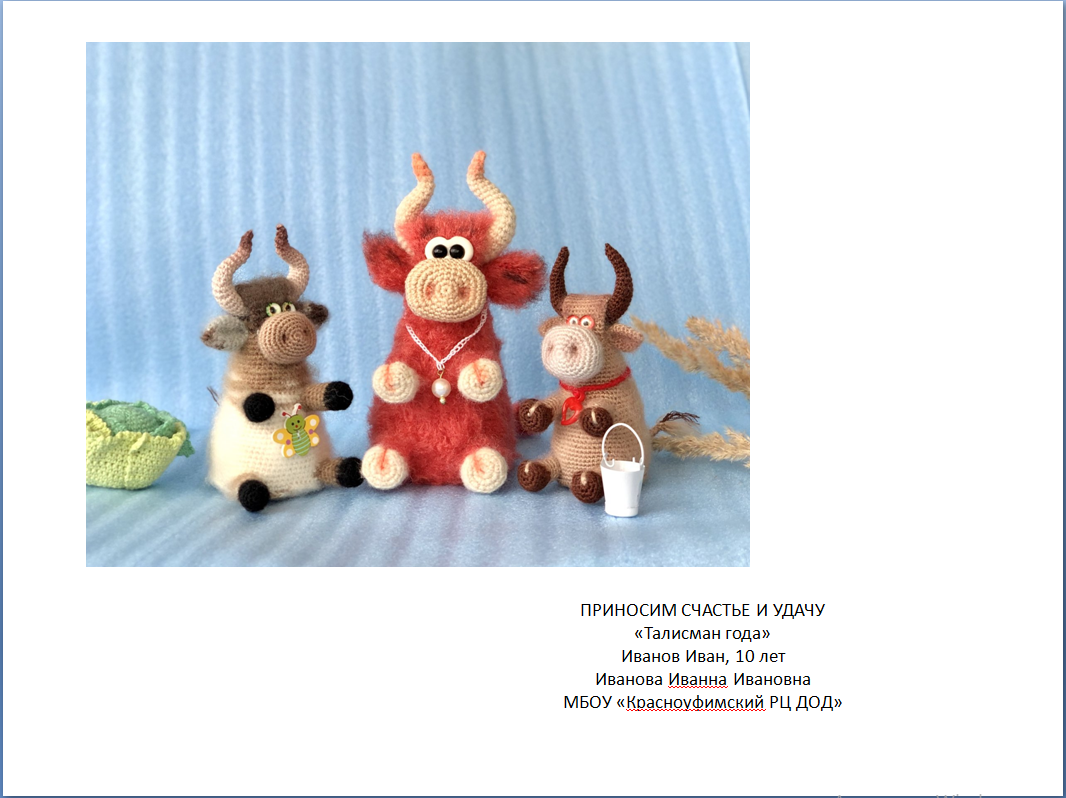 ПРИНОСИМ СЧАСТЬЕ И УДАЧУ
«Талисман года»
Иванов Иван, 10 лет
Иванова Иванна Ивановна
МБОУ «Красноуфимский РЦ ДОД»